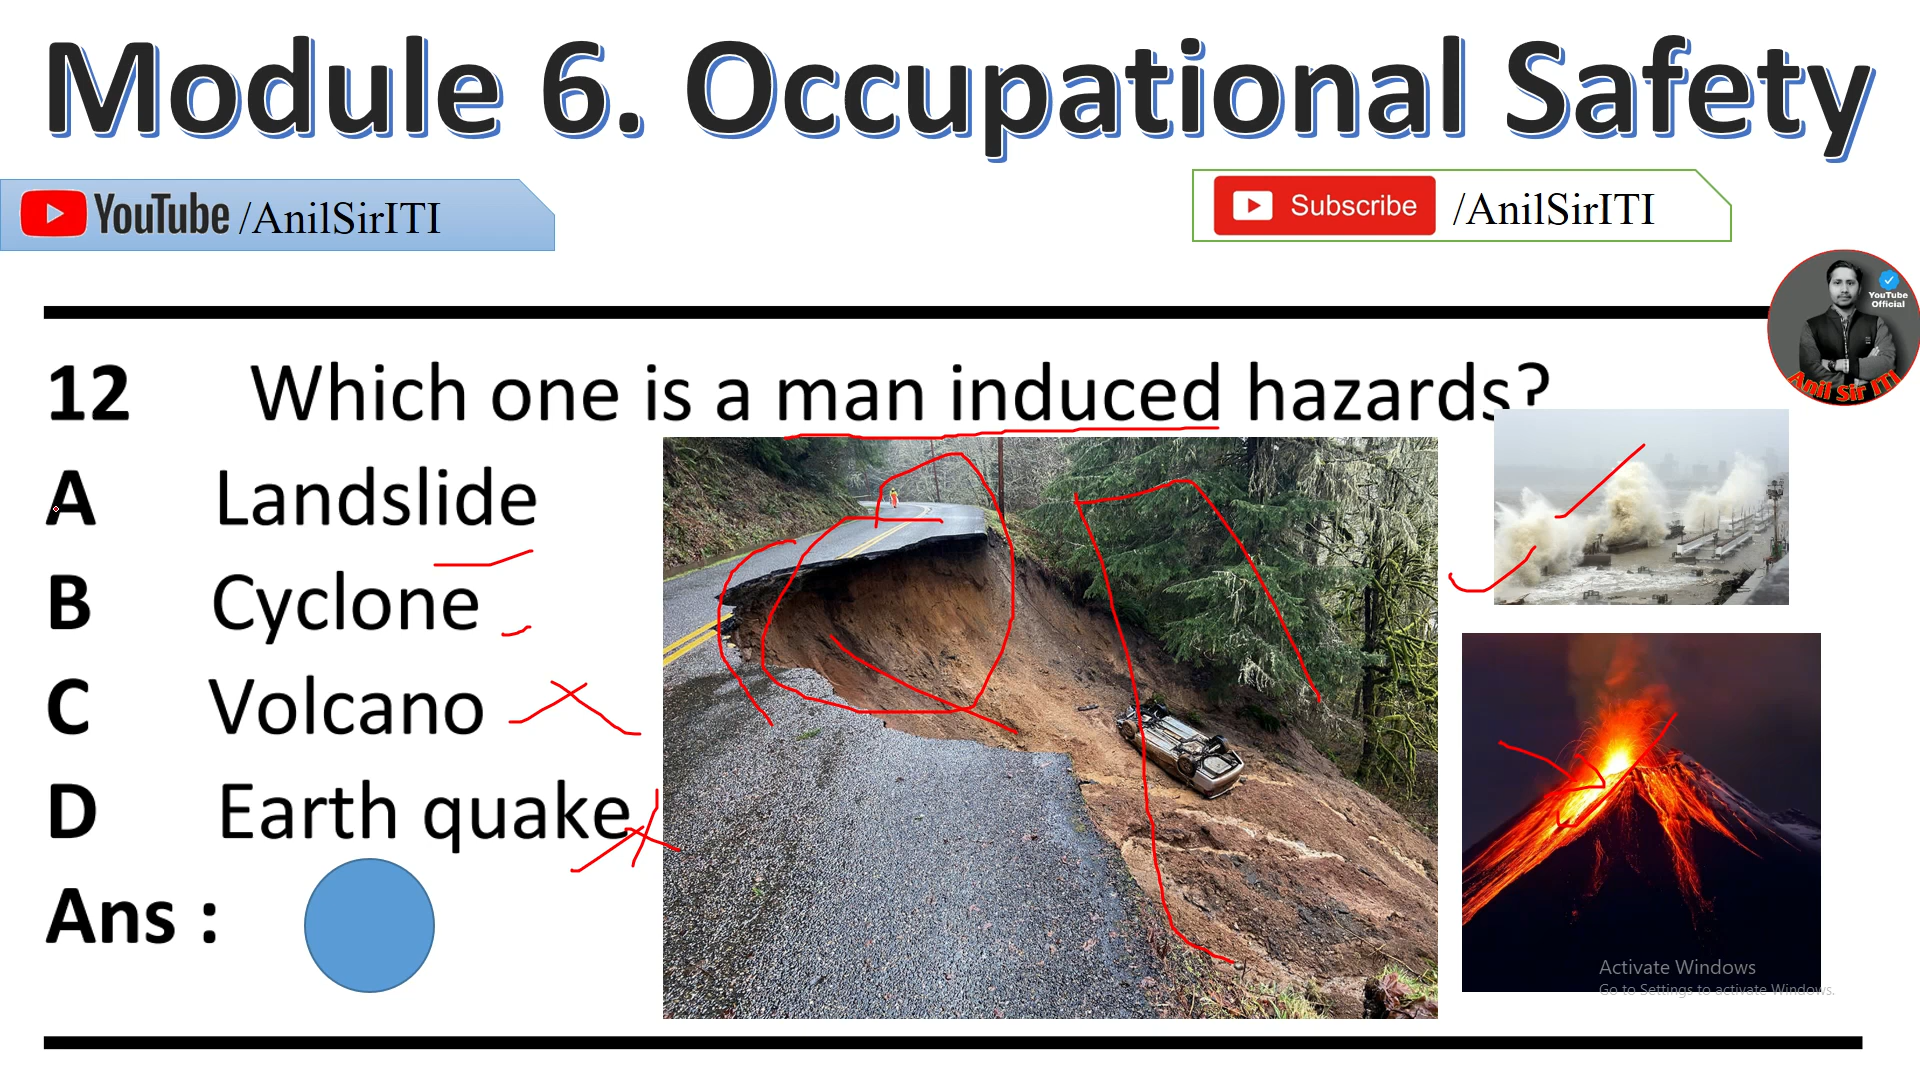 Module 6. Occupational Safety
YouTube /AnilSirITI
Subscribe /AnilSirITI
YouTube
Official
Anil Sir ITI
12 Which one is a man induced hazards?
A Landslide
B Cyclone
C Volcano
D Earth quake
Ans :
Activate Windows
Go to Settings to activate Windows.